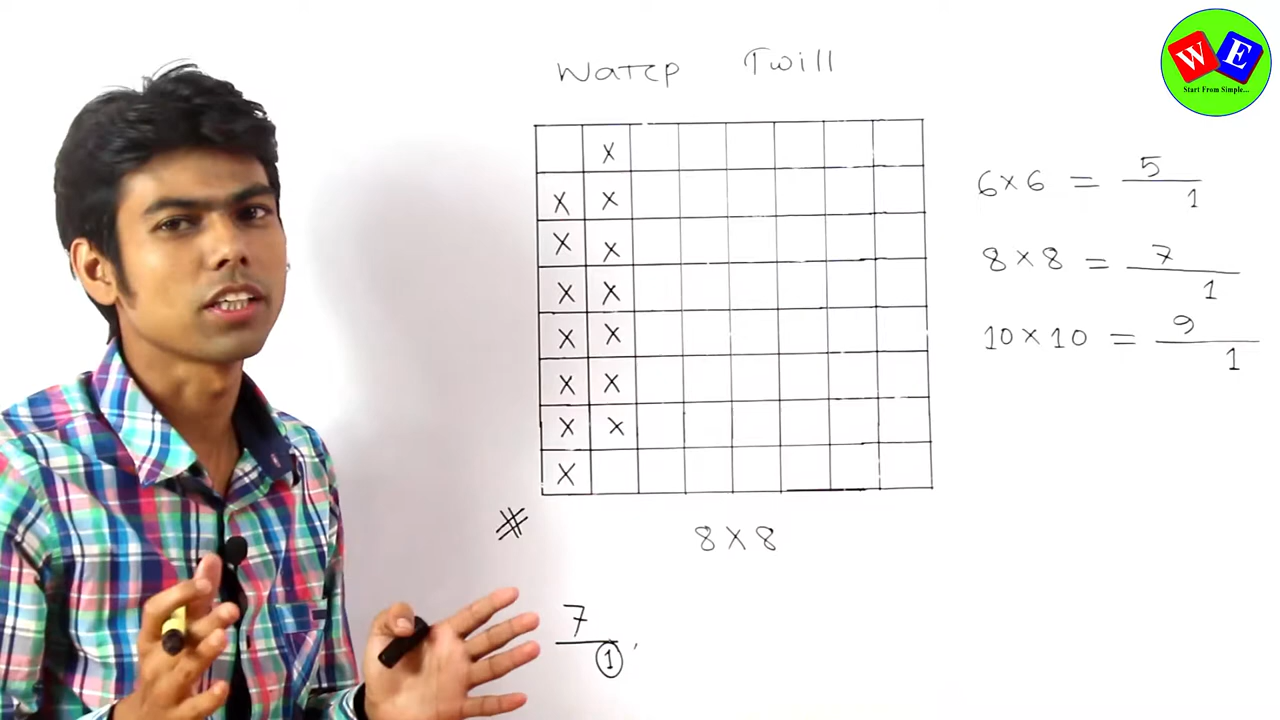 Warp Twill
W E
Start From Simple...
X
X X
X X
X X
X X
X X
X X
X
8 X 8
7
1
6 x 6 = 5
1
8 x 8 = 7
1
10 x 10 = 9
1